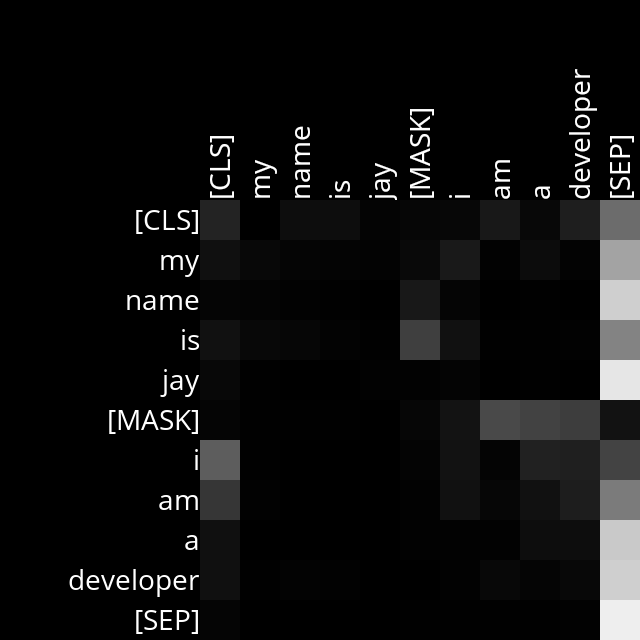 [CLS] my name is jay [MASK] i am a developer [SEP]
[CLS]
my
name
is
jay
[MASK]
i
am
a
developer
[SEP]